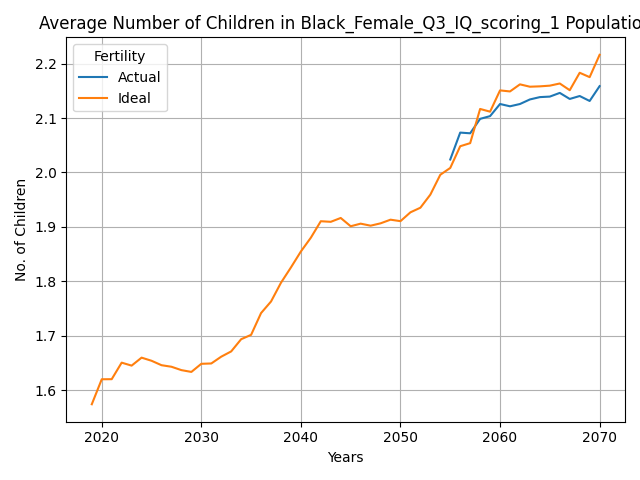 Average Number of Children in Black_Female_Q3_IQ_scoring_1 Populatio
Fertility
Actual
Ideal
2.2
2.1
2.0
1.9
1.8
1.7
1.6
No. of Children
2020 2030 2040 2050 2060 2070
Years